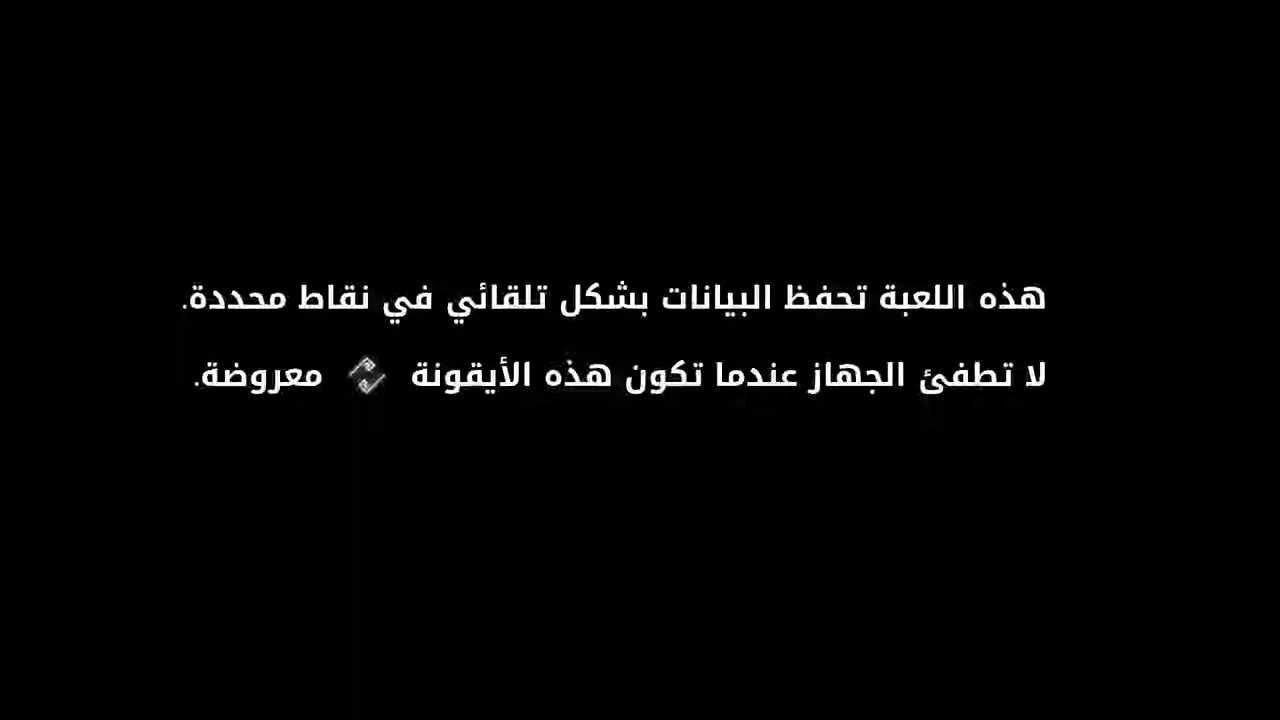 هذه اللعبة تحفظ البيانات بشكل تلقائي في نقاط محددة.
لا تطفئ الجهاز عندما تكون هذه الأيقونة معروضة.